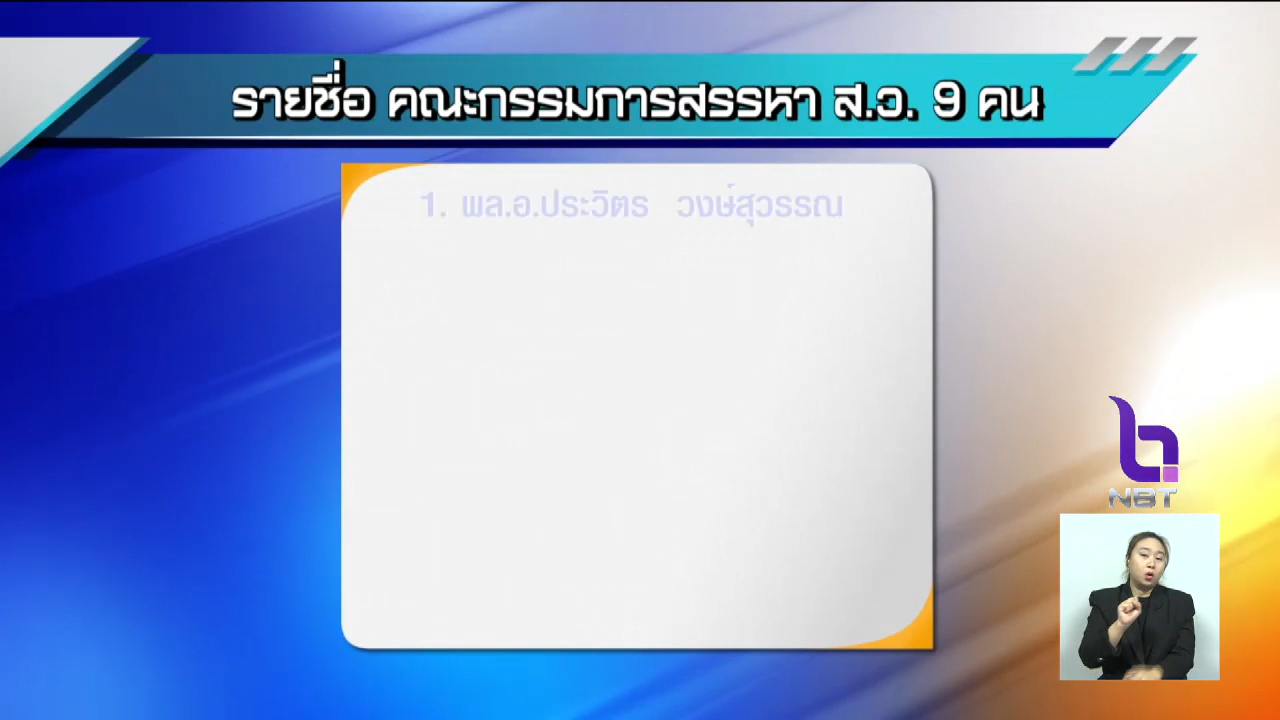 รายชื่อ คณะกรรมการสรรหา ส.ว. 9 คน
1. พล.อ.ประวิตร วงษ์สุวรรณ
NBT